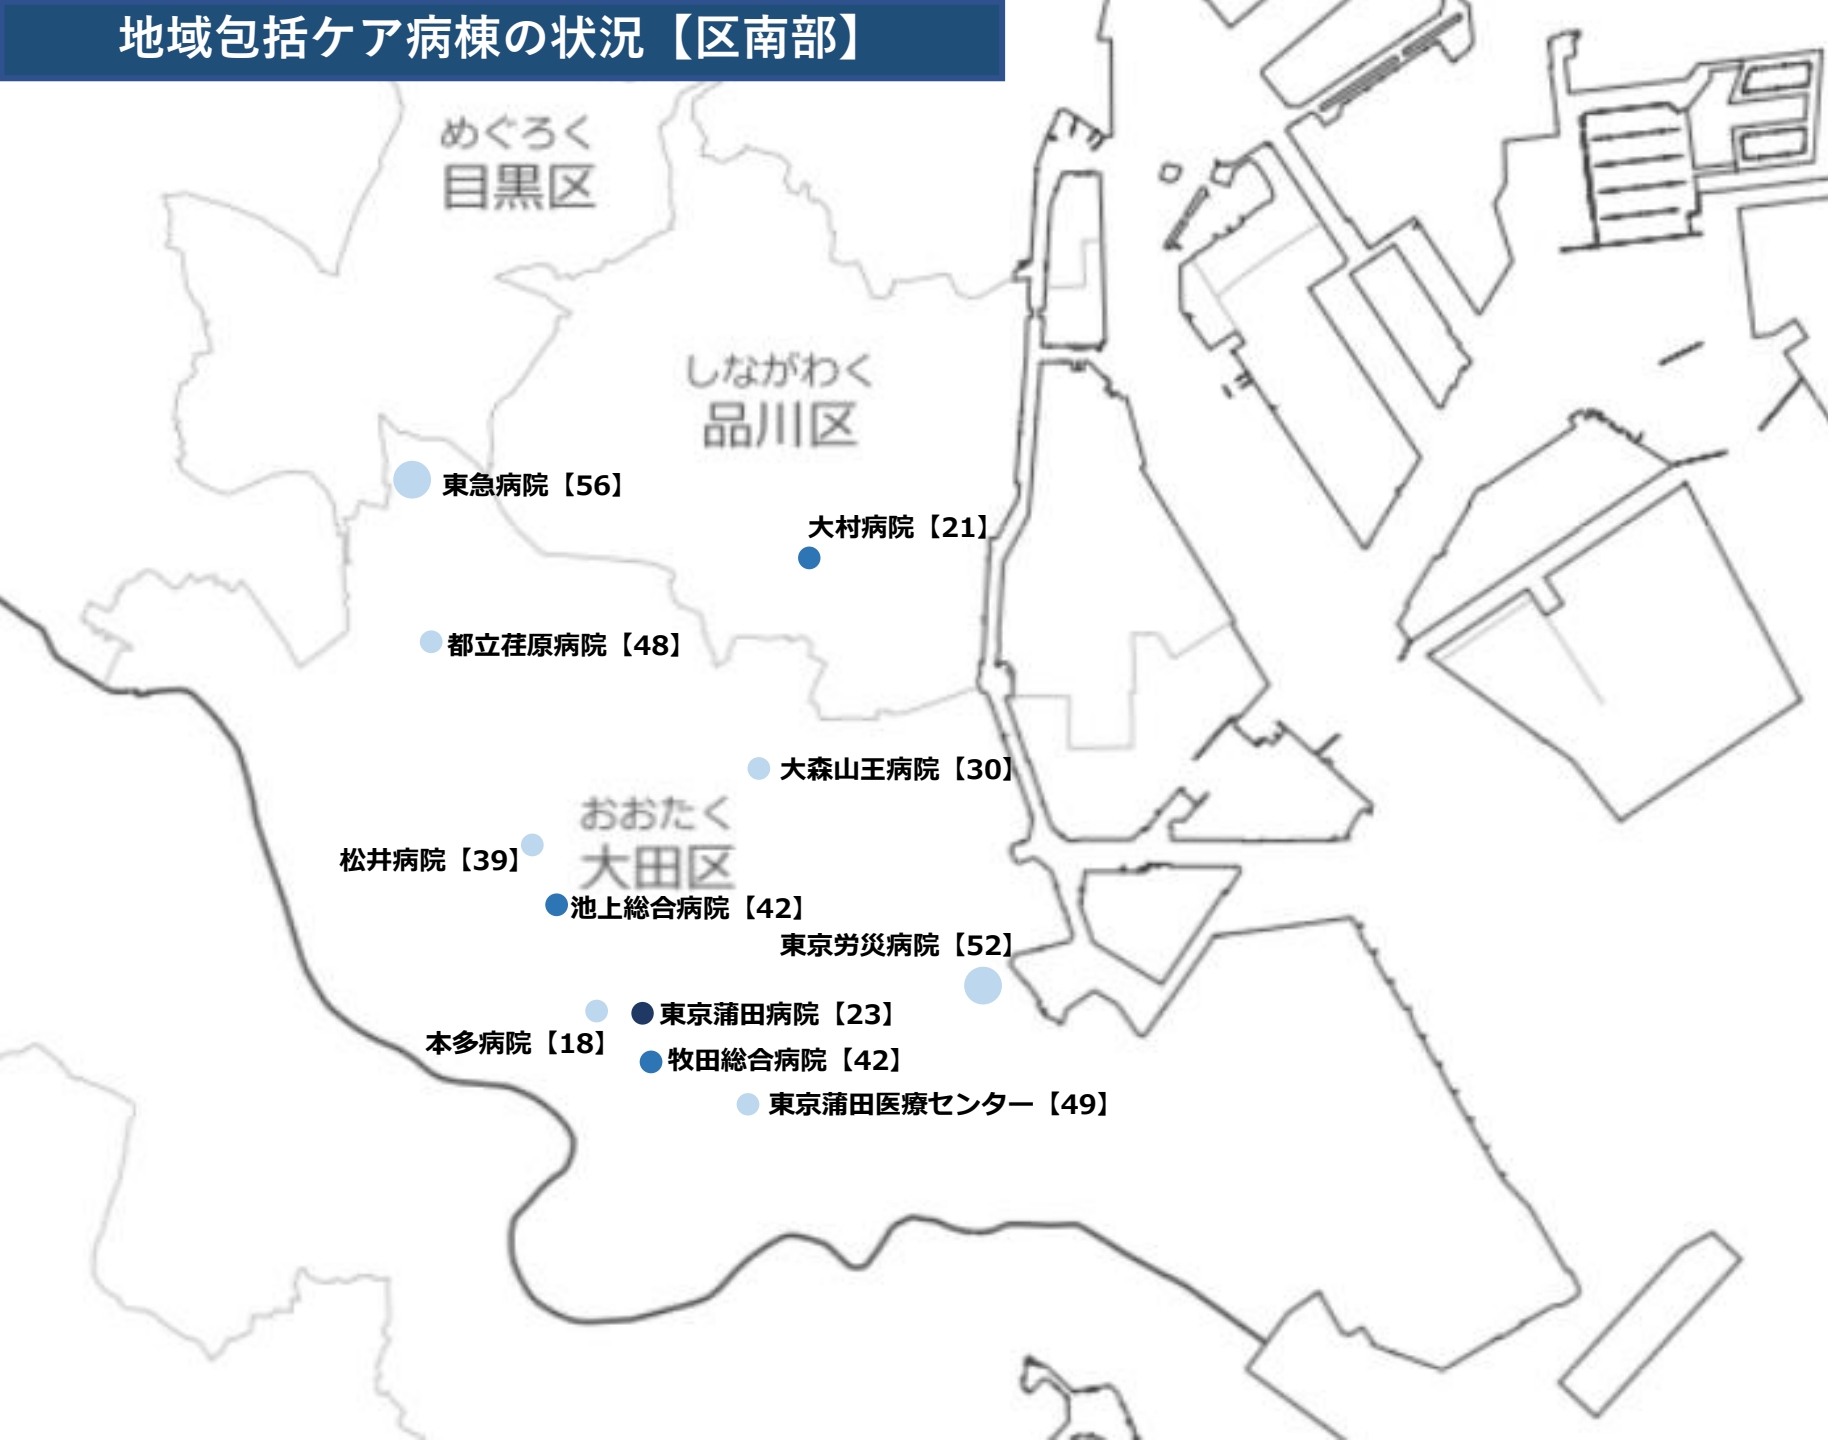 地域包括ケア病棟の状況【区南部】
めぐろく
目黒区
しながわく
品川区
東急病院【56】
大村病院【21】
都立荏原病院【48】
大森山王病院【30】
おおたく
大田区
松井病院【39】
池上総合病院【42】
東京労災病院【52】
東京蒲田病院【23】
本多病院【18】
牧田総合病院【42】
東京蒲田医療センター【49】